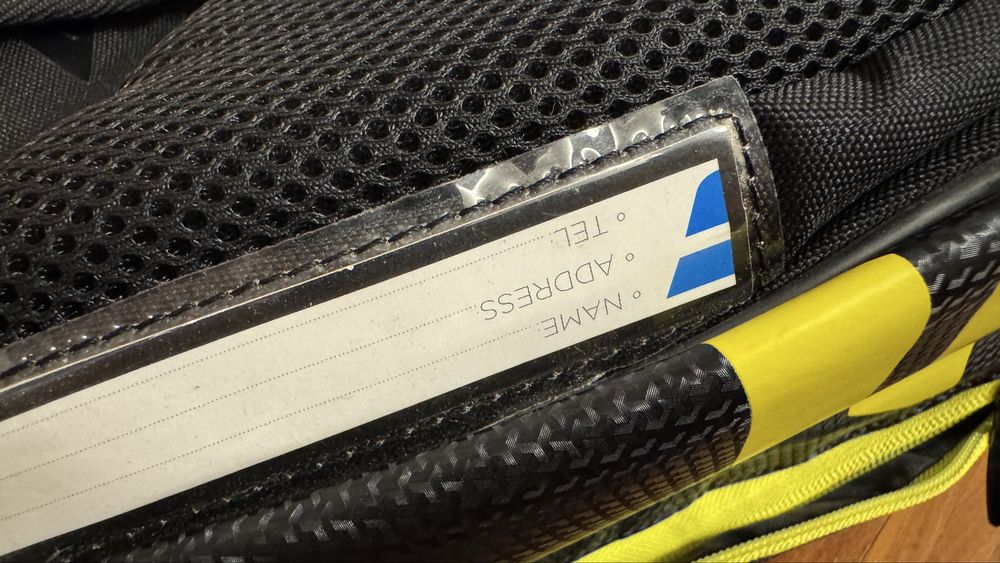 ◦ NAME:
◦ ADDRESS
◦ TEL.